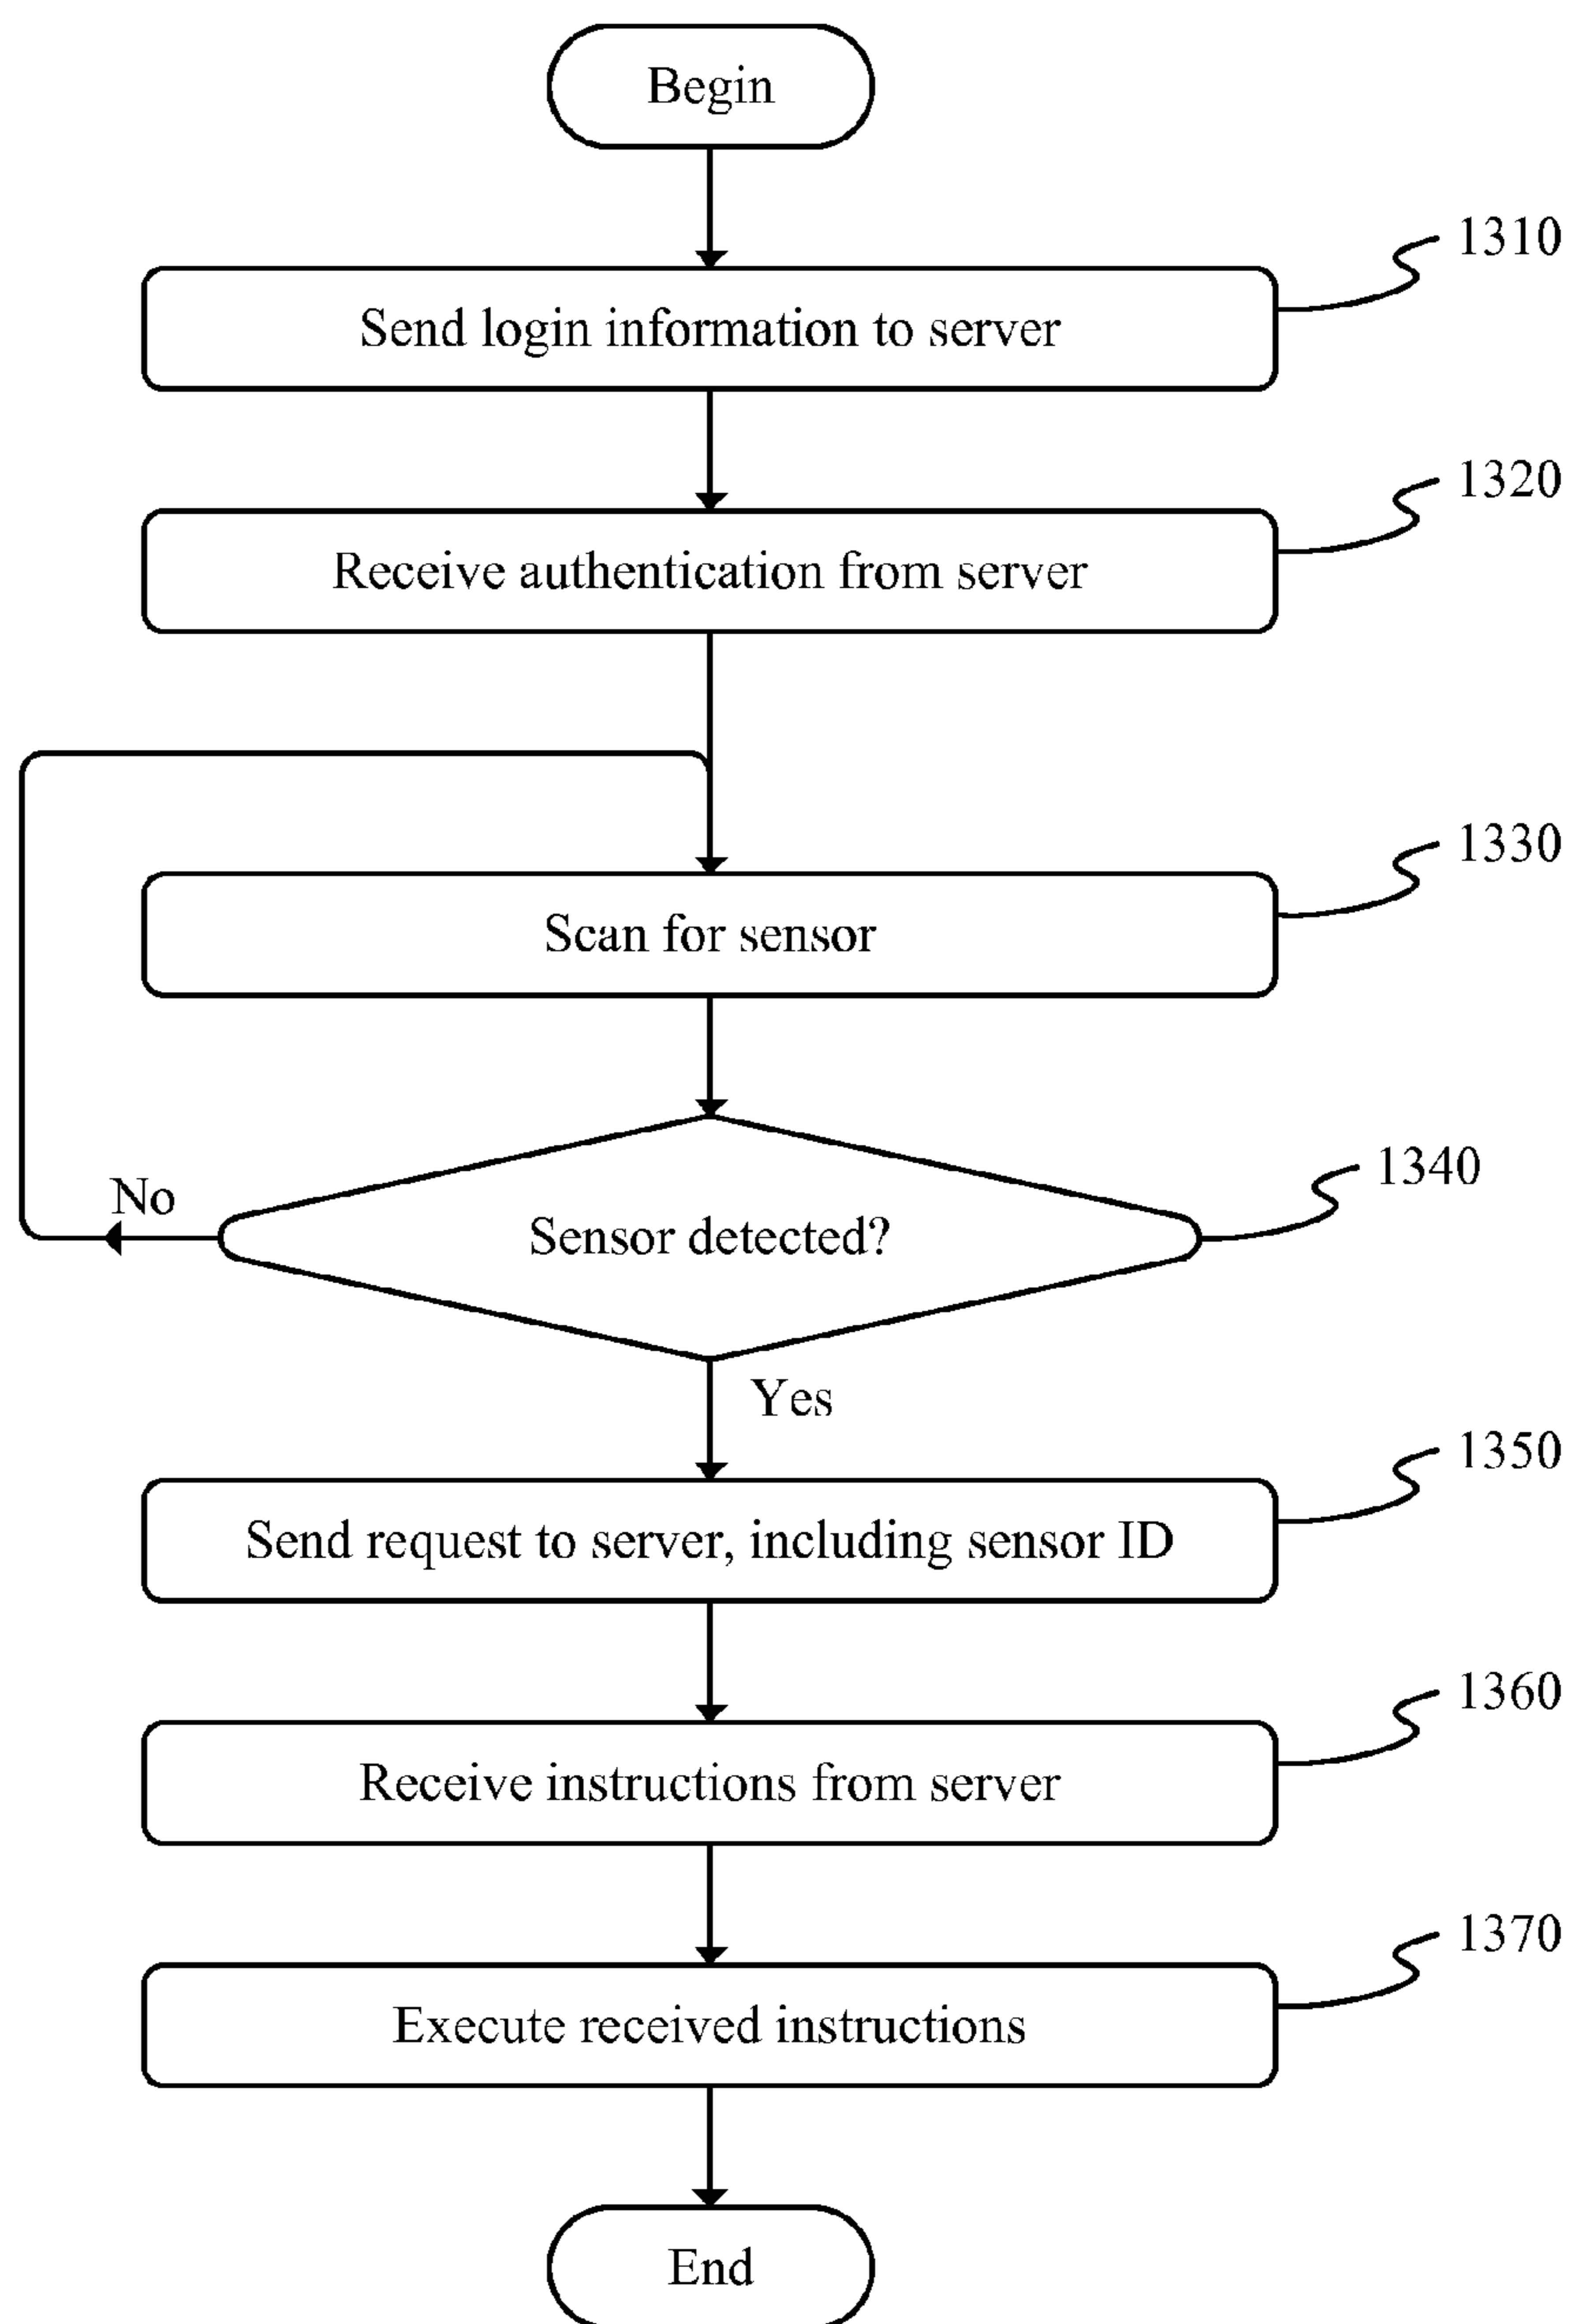 Begin
1310
Send login information to server
1320
Receive authentication from server
1330
Scan for sensor
1340
No
Sensor detected?
Yes
1350
Send request to server, including sensor ID
1360
Receive instructions from server
1370
Execute received instructions
End